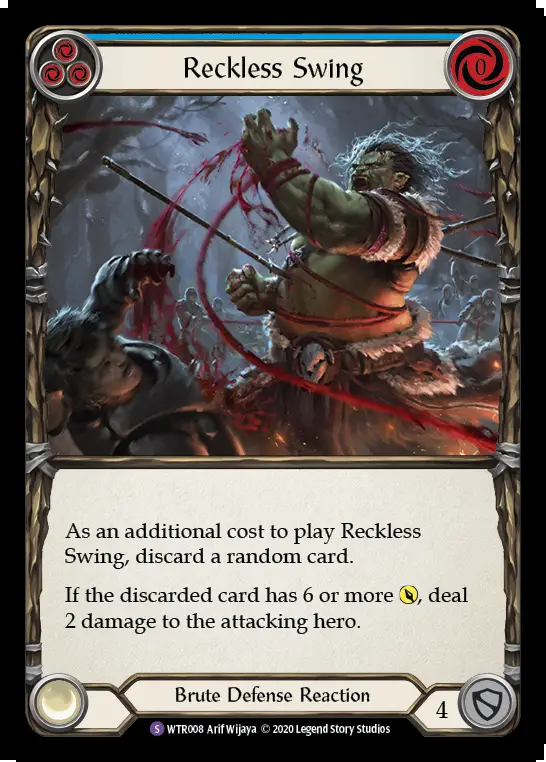 Reckless Swing
0
As an additional cost to play Reckless
Swing, discard a random card.
If the discarded card has 6 or more , deal
2 damage to the attacking hero.
Brute Defense Reaction
4
S WTR008 Arif Wijaya © 2020 Legend Story Studios